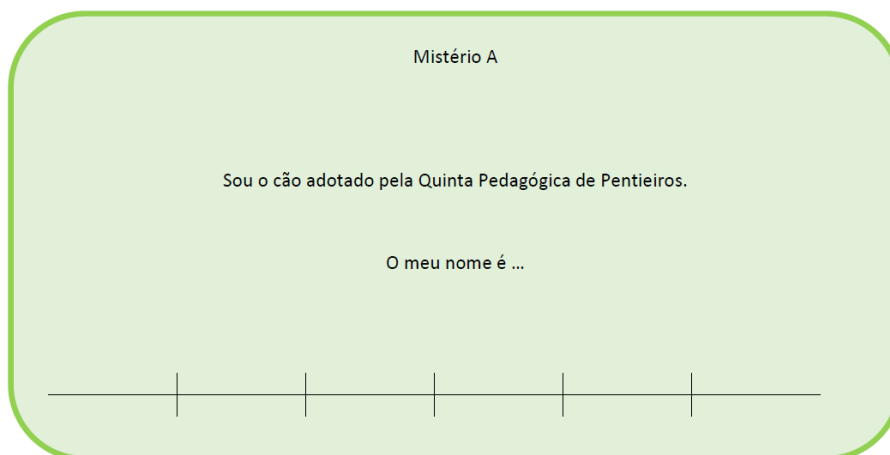 Mistério A
Sou o cão adotado pela Quinta Pedagógica de Pentieiros.
O meu nome é ...